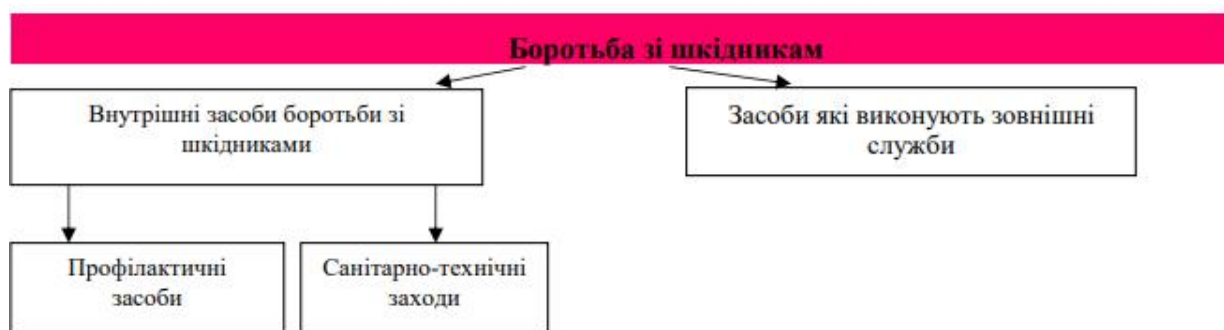 Боротьба зі шкідникам
Внутрішні засоби боротьби зі
шкідниками
Засоби які виконують зовнішні
служби
Профілактичні
засоби
Санітарно-технічні
заходи